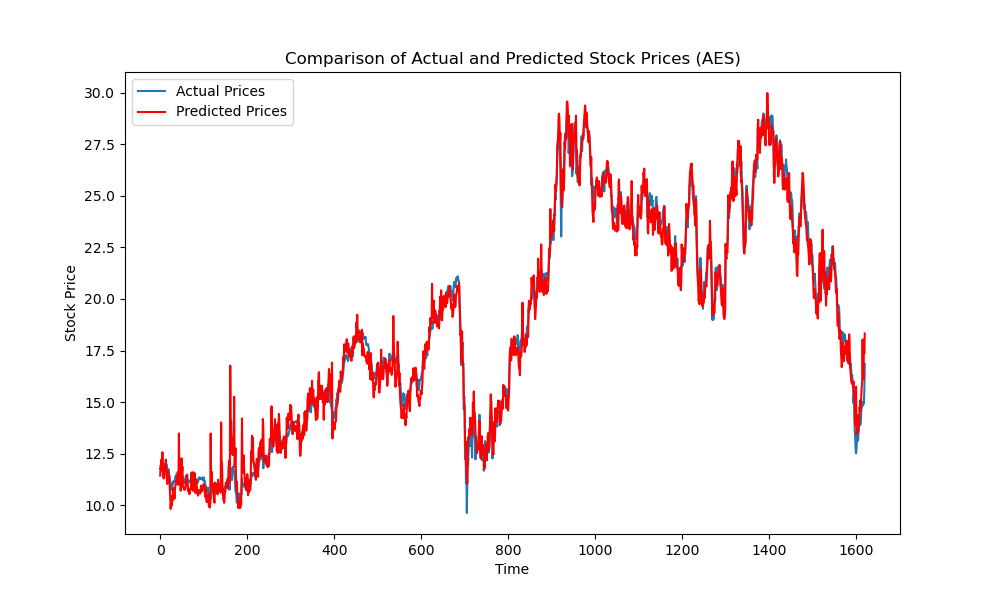 Comparison of Actual and Predicted Stock Prices (AES)
Actual Prices
Predicted Prices
30.0
27.5
25.0
22.5
20.0
17.5
15.0
12.5
10.0
Stock Price
0 200 400 600 800 1000 1200 1400 1600
Time